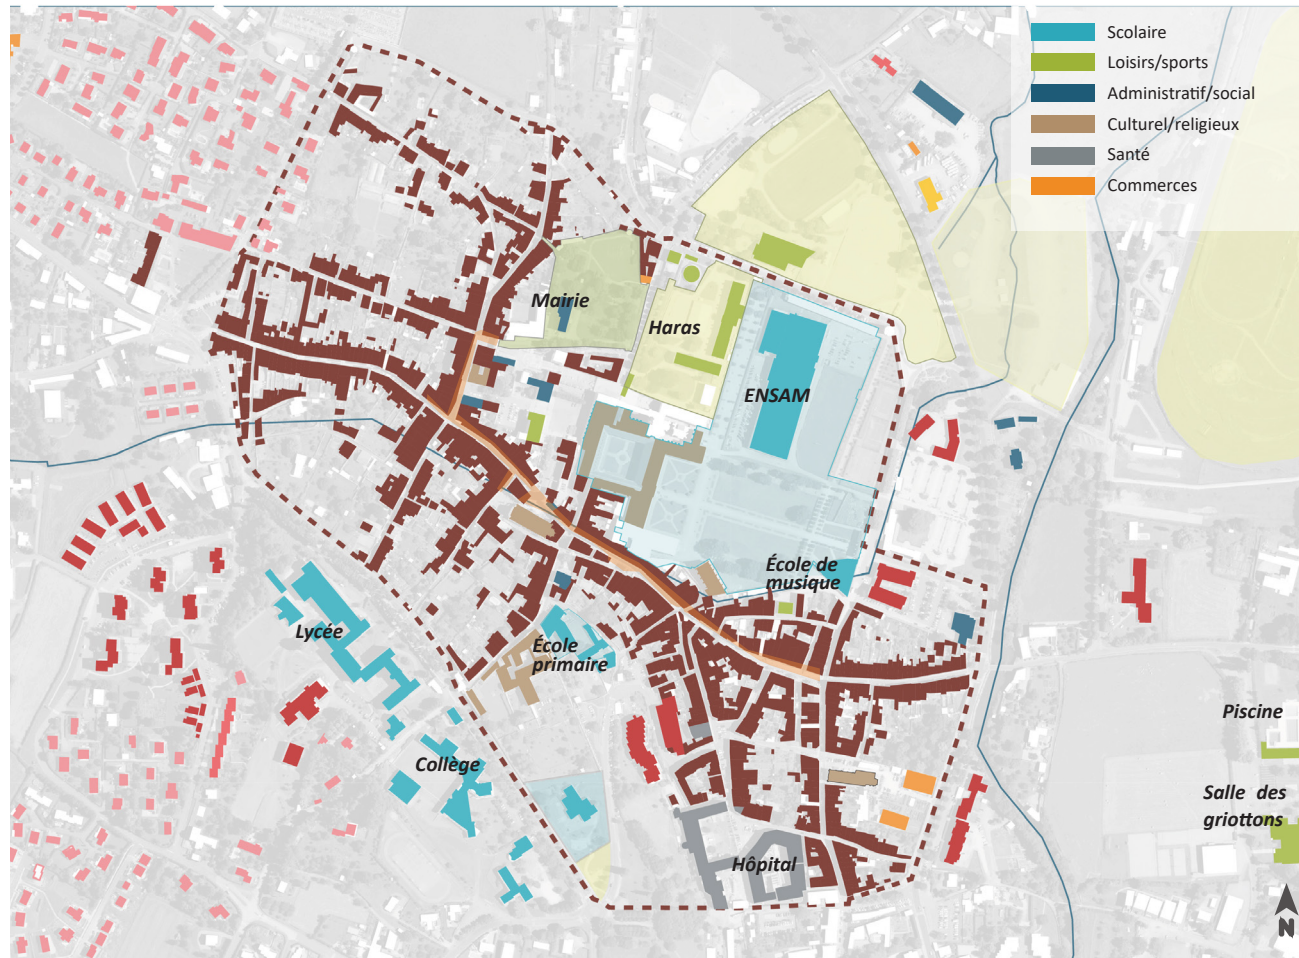 Scolaire
Loisirs/sports
Administratif/social
Culturel/religieux
Santé
Commerces
Mairie
Haras
ENSAM
École de
musique
Lycée
École
primaire
Collège
Hôpital
Piscine
Salle des
griottons
N